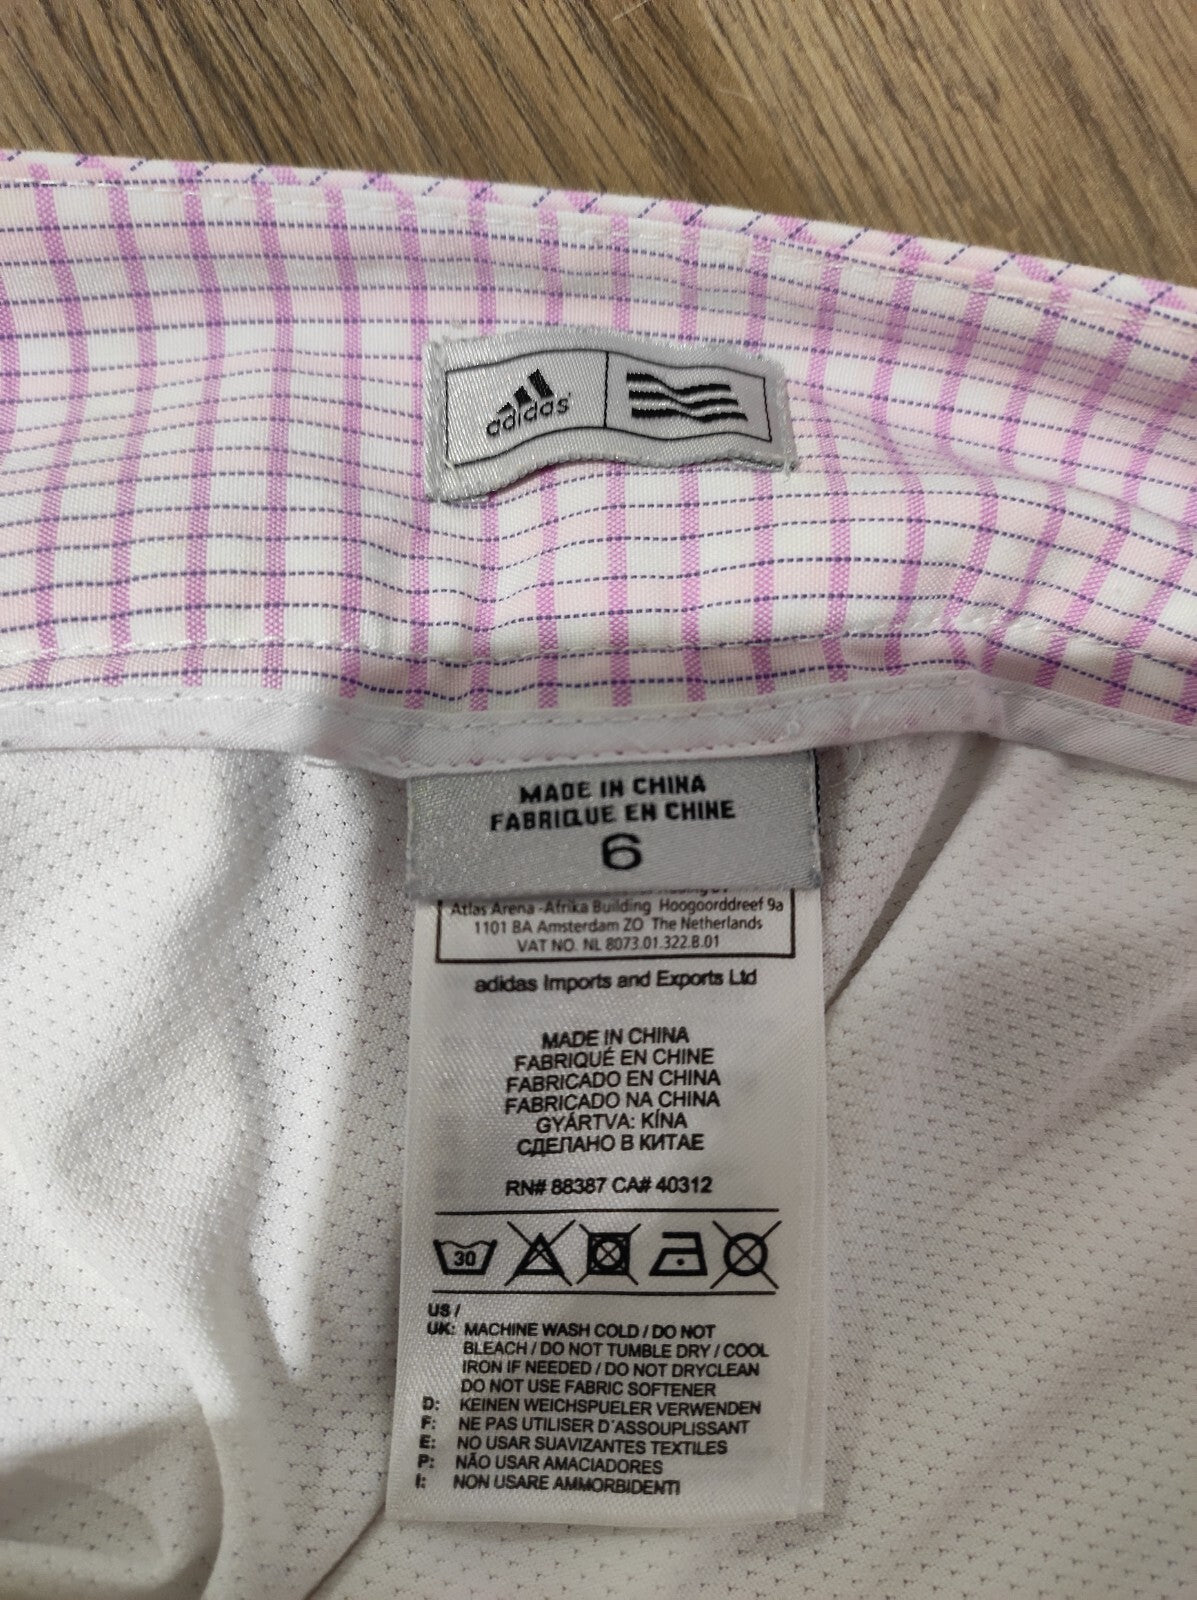 adidas
MADE IN CHINA
FABRIQUE EN CHINE
6
Atlas Arena -Afrika Building Hoogoorddreef 9a
1101 BA Amsterdam ZO The Netherlands
VAT NO. NL 8073.01.322.B.01
adidas Imports and Exports Ltd
MADE IN CHINA
FABRIQUÉ EN CHINE
FABRICADO EN CHINA
FABRICADO NA CHINA
GYÁRTVA: KÍNA
СДЕЛАНО В КИТАЕ
RN# 88387 CA# 40312
30
US /
UK: MACHINE WASH COLD / DO NOT
BLEACH / DO NOT TUMBLE DRY / COOL
IRON IF NEEDED / DO NOT DRYCLEAN
DO NOT USE FABRIC SOFTENER
D: KEINEN WEICHSPUELER VERWENDEN
F: NE PAS UTILISER D'ASSOUPLISSANT
E: NO USAR SUAVIZANTES TEXTILES
P: NÃO USAR AMACIADORES
I: NON USARE AMMORBIDENTI